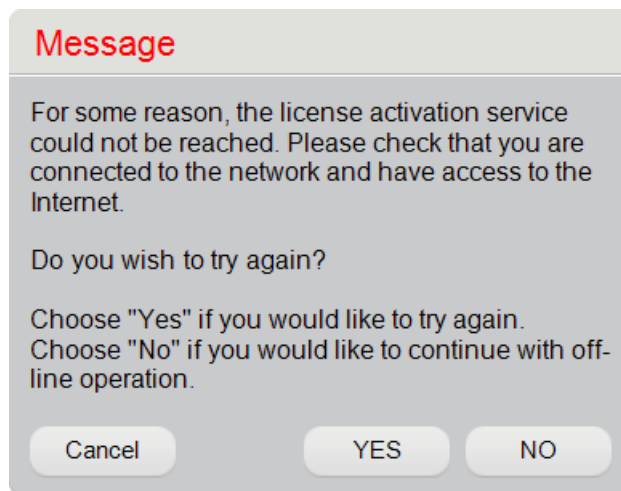 Message
For some reason, the license activation service
could not be reached. Please check that you are
connected to the network and have access to the
Internet.
Do you wish to try again?
Choose "Yes" if you would like to try again.
Choose "No" if you would like to continue with off-
line operation.
Cancel YES NO